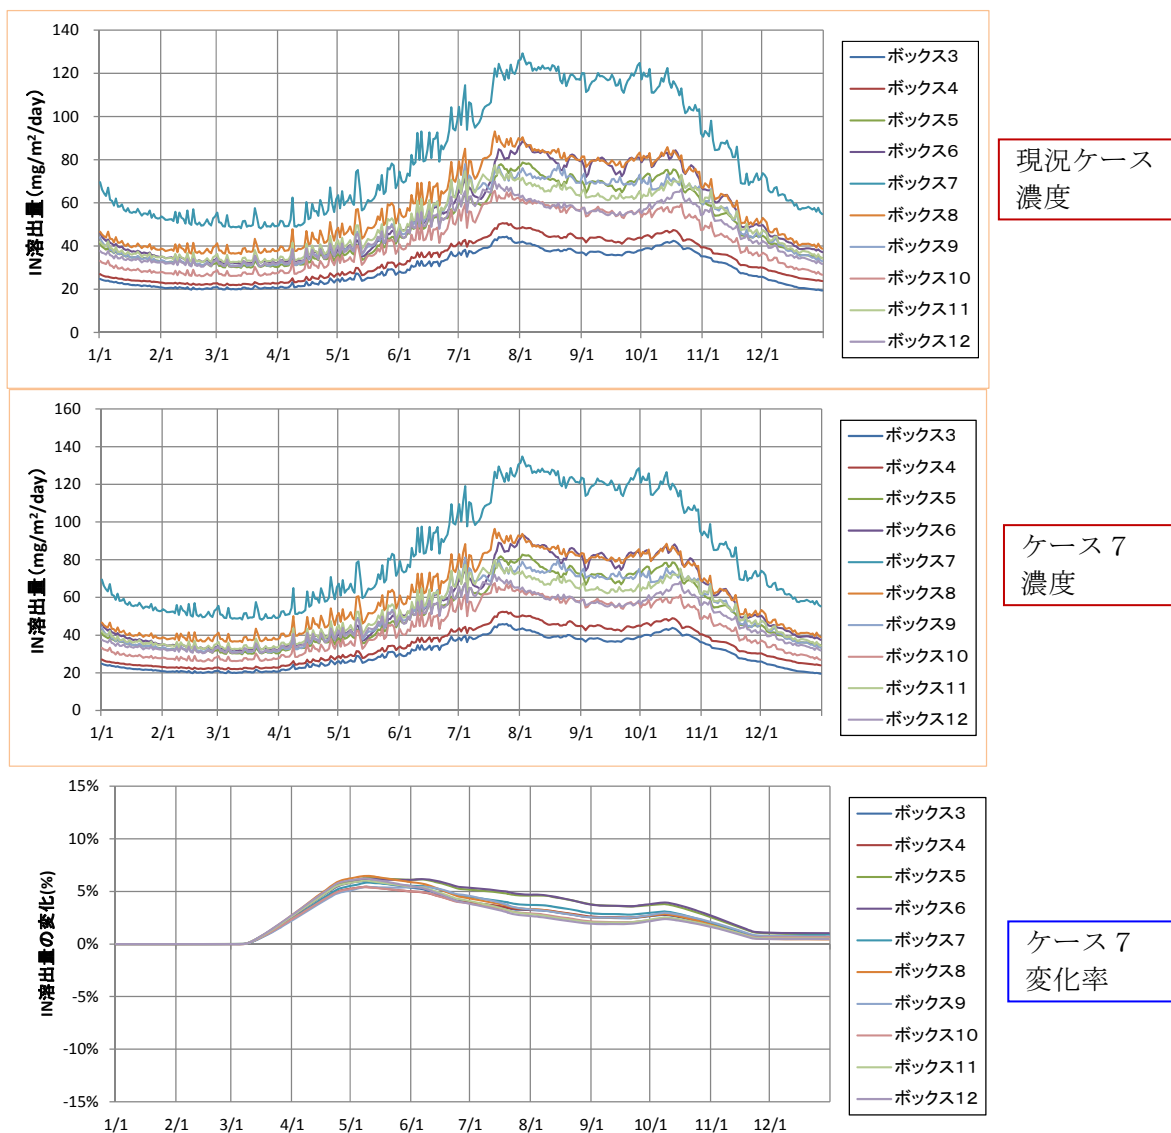 140
120
100
80
60
40
20
0
IN溶出量(mg/m²/day)
1/1 2/1 3/1 4/1 5/1 6/1 7/1 8/1 9/1 10/1 11/1 12/1
ボックス3
ボックス4
ボックス5
ボックス6
ボックス7
ボックス8
ボックス9
ボックス10
ボックス11
ボックス12
現況ケース
濃度
160
140
120
100
80
60
40
20
0
IN溶出量(mg/m²/day)
1/1 2/1 3/1 4/1 5/1 6/1 7/1 8/1 9/1 10/1 11/1 12/1
ボックス3
ボックス4
ボックス5
ボックス6
ボックス7
ボックス8
ボックス9
ボックス10
ボックス11
ボックス12
ケース７
濃度
15%
10%
5%
0%
-5%
-10%
-15%
IN溶出量の変化(%)
1/1 2/1 3/1 4/1 5/1 6/1 7/1 8/1 9/1 10/1 11/1 12/1
ボックス3
ボックス4
ボックス5
ボックス6
ボックス7
ボックス8
ボックス9
ボックス10
ボックス11
ボックス12
ケース７
変化率